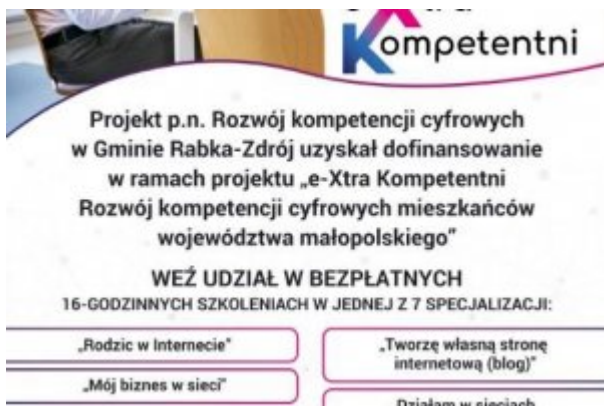 e-Xtra
Kompetentni
Projekt p.n. Rozwój kompetencji cyfrowych
w Gminie Rabka-Zdrój uzyskał dofinansowanie
w ramach projektu „e-Xtra Kompetentni
Rozwój kompetencji cyfrowych mieszkańców
województwa małopolskiego”
WEŹ UDZIAŁ W BEZPŁATNYCH
16-GODZINNYCH SZKOLENIACH W JEDNEJ Z 7 SPECJALIZACJI:
„Rodzic w Internecie”
„Mój biznes w sieci”
„Tworzę własną stronę
internetową (blog)”
Działam w sieciach